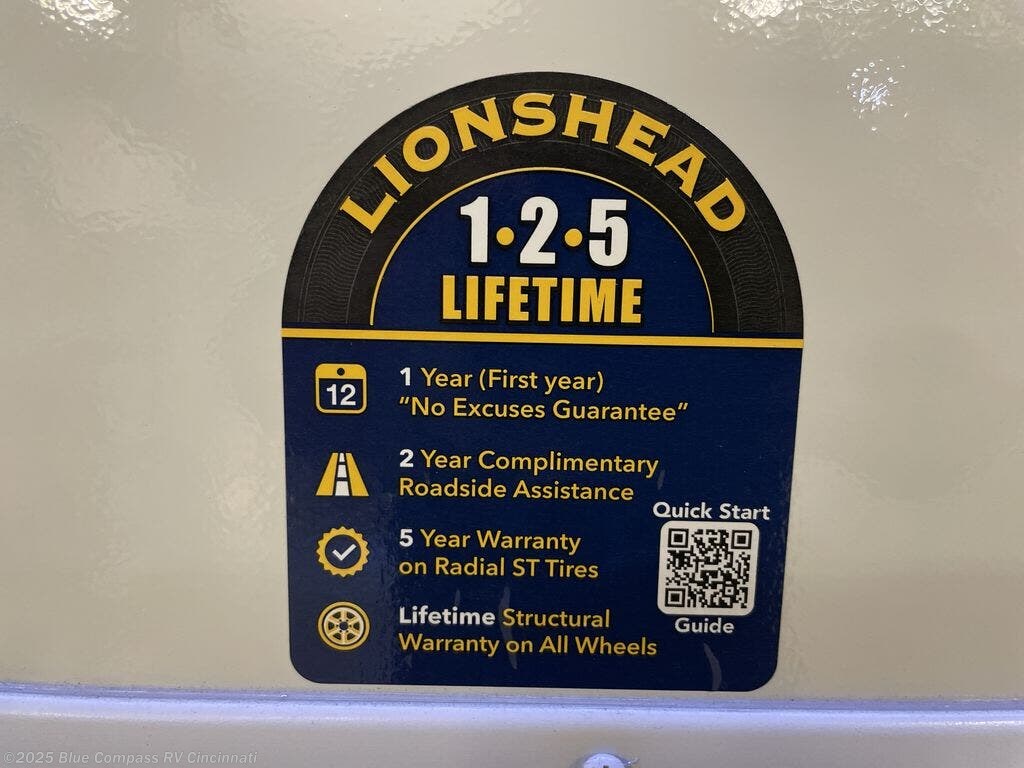 LIONSHEAD
1•2•5
LIFETIME
12
1 Year (First year)
"No Excuses Guarantee"
2 Year Complimentary
Roadside Assistance
5 Year Warranty
on Radial ST Tires
Quick Start
Guide
Lifetime Structural
Warranty on All Wheels
©2025 Blue Compass RV Cincinnati